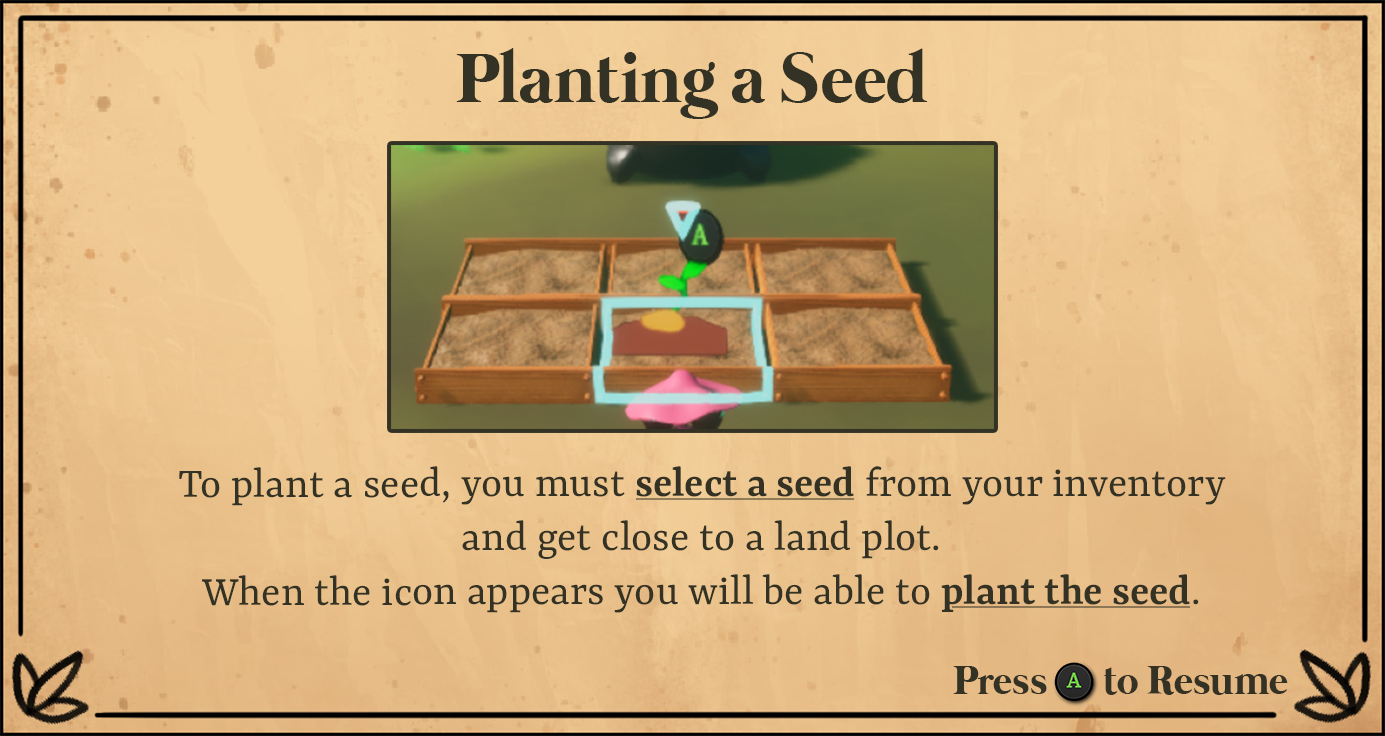 Planting a Seed
A
To plant a seed, you must select a seed from your inventory
and get close to a land plot.
When the icon appears you will be able to plant the seed.
Press A to Resume